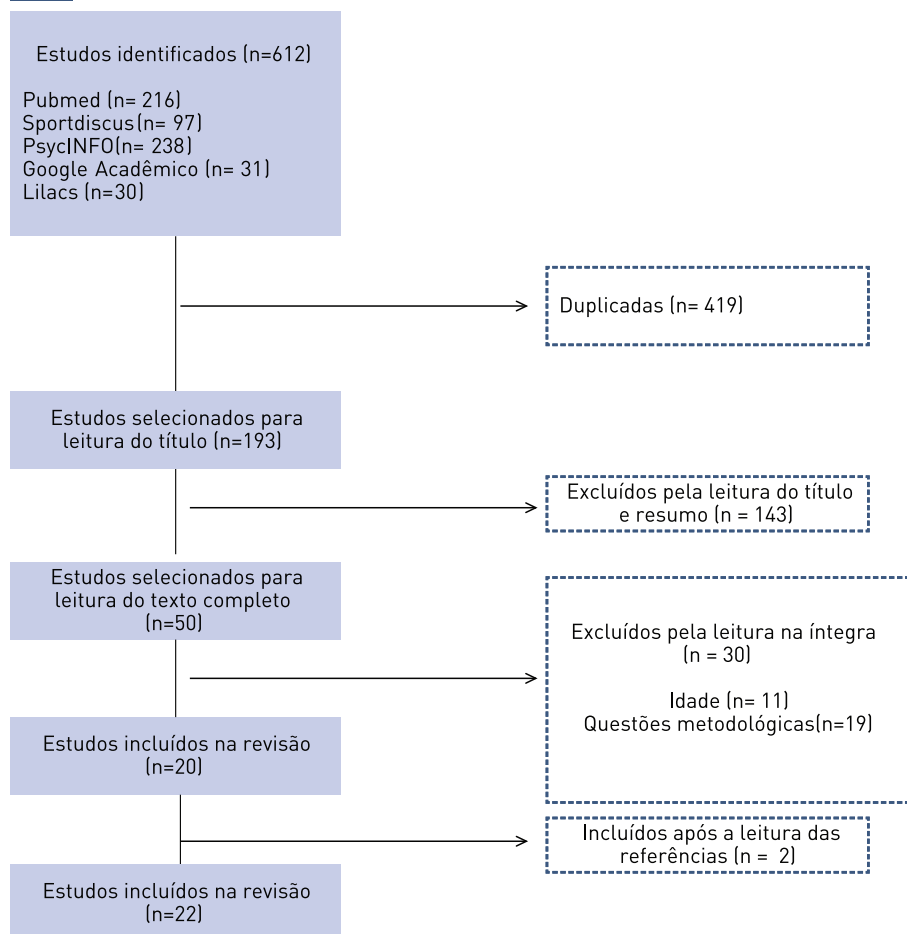 Estudos identificados (n=612)
Pubmed (n= 216)
Sportdiscus(n= 97)
PsycINFO(n= 238)
Google Acadêmico (n= 31)
Lilacs (n=30)
Duplicadas (n= 419)
Estudos selecionados para
leitura do título (n=193)
Excluídos pela leitura do título
e resumo (n = 143)
Estudos selecionados para
leitura do texto completo
(n=50)
Excluídos pela leitura na íntegra
(n = 30)
Idade (n= 11)
Questões metodológicas(n=19)
Estudos incluídos na revisão
(n=20)
Incluídos após a leitura das
referências (n = 2)
Estudos incluídos na revisão
(n=22)